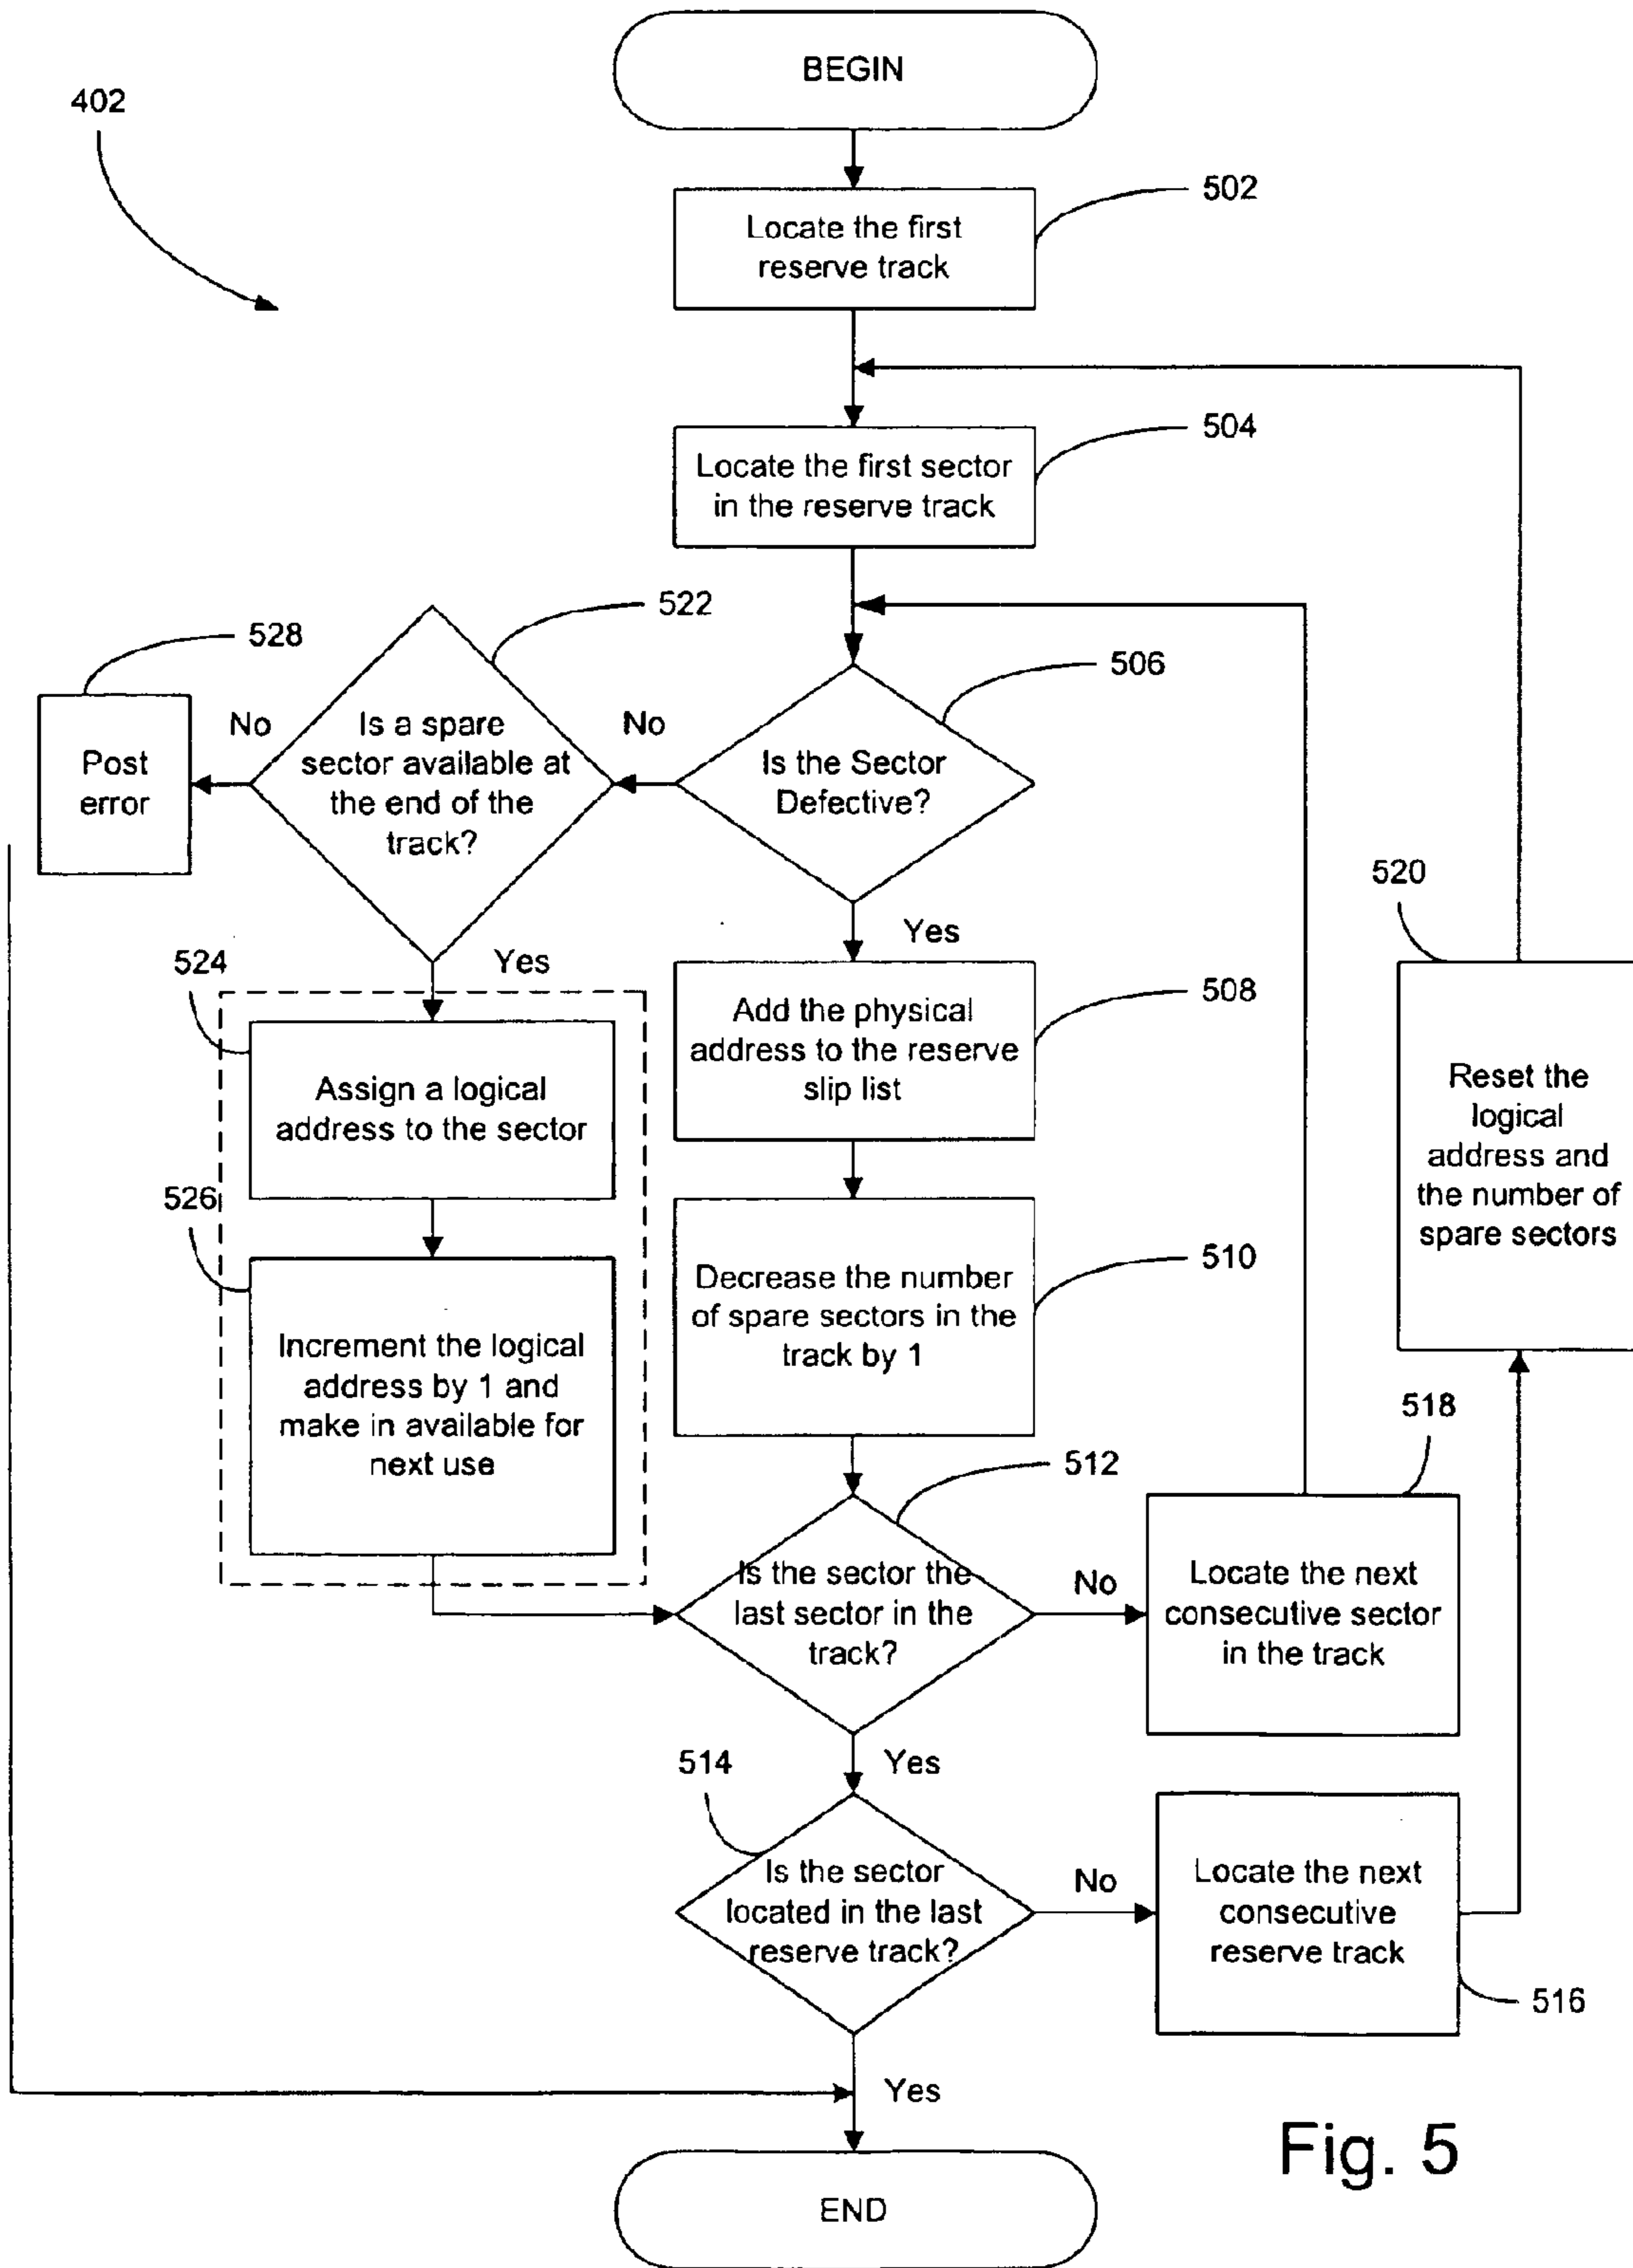 BEGIN
402
502
Locate the first
reserve track
504
Locate the first sector
in the reserve track
522
528
506
No
No
Is a spare
sector available at
the end of the
track?
Is the Sector
Defective?
Post
error
520
Yes
Yes
524
508
Add the physical
address to the reserve
slip list
Assign a logical
address to the sector
Reset the
logical
address and
the number of
spare sectors
526
510
Decrease the number
of spare sectors in the
track by 1
Increment the logical
address by 1 and
make in available for
next use
518
512
Is the sector the
last sector in the
track?
No
Locate the next
consecutive sector
in the track
514
Yes
Is the sector
located in the last
reserve track?
No
Locate the next
consecutive
reserve track
516
Yes
Fig. 5
END